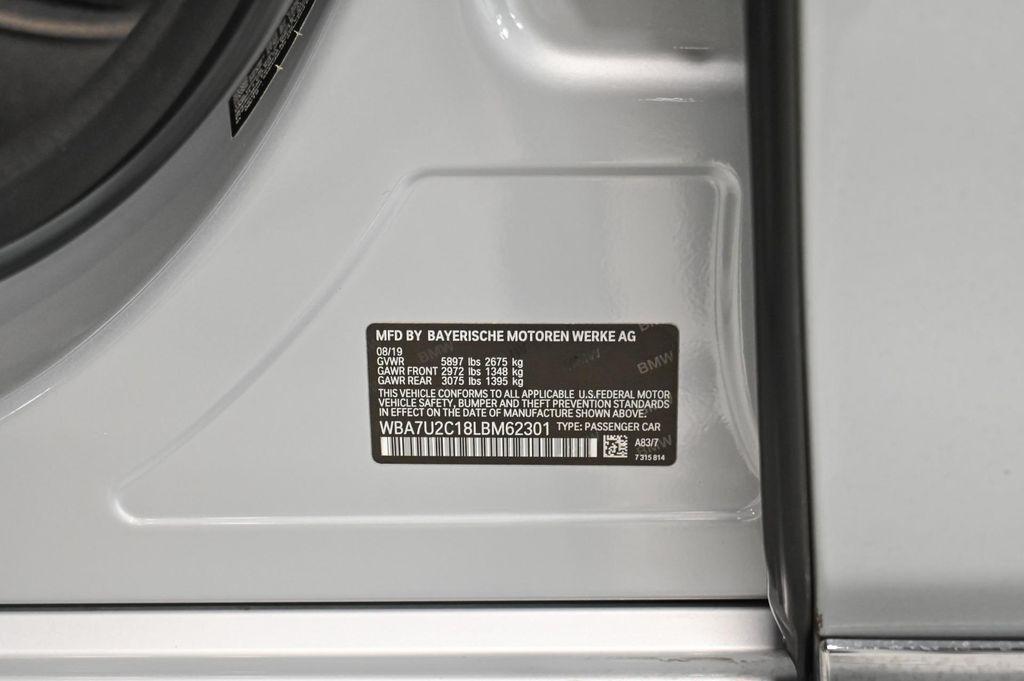 MFD BY BAYERISCHE MOTOREN WERKE AG
08/19
GVWR 5897 lbs 2675 kg
GAWR FRONT 2972 lbs 1348 kg
GAWR REAR 3075 lbs 1395 kg
THIS VEHICLE CONFORMS TO ALL APPLICABLE U.S.FEDERAL MOTOR
VEHICLE SAFETY, BUMPER AND THEFT PREVENTION STANDARDS
IN EFFECT ON THE DATE OF MANUFACTURE SHOWN ABOVE.
WBA7U2C18LBM62301 TYPE: PASSENGER CAR
A83/7
7 315 814
BMW
BMW
BMW